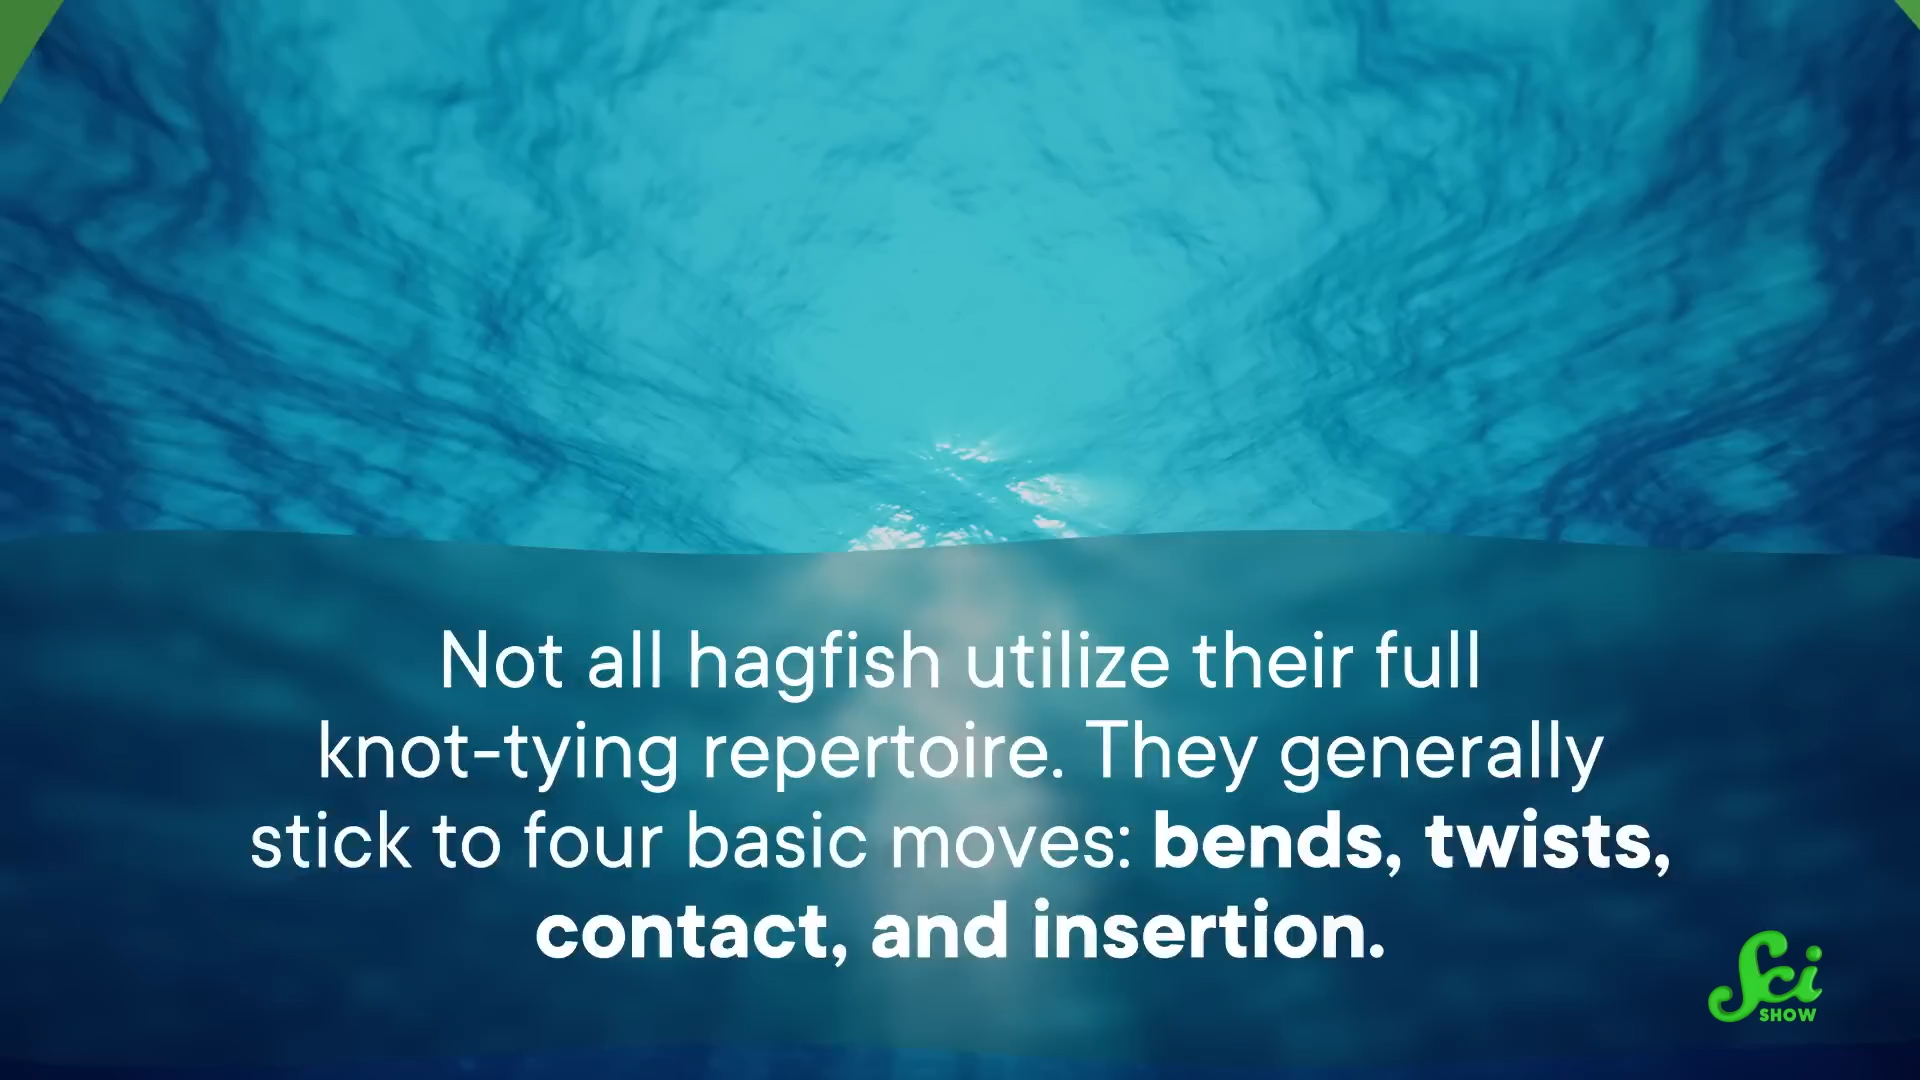 Not all hagfish utilize their full
knot-tying repertoire. They generally
stick to four basic moves: bends, twists,
contact, and insertion.
Sci
SHOW